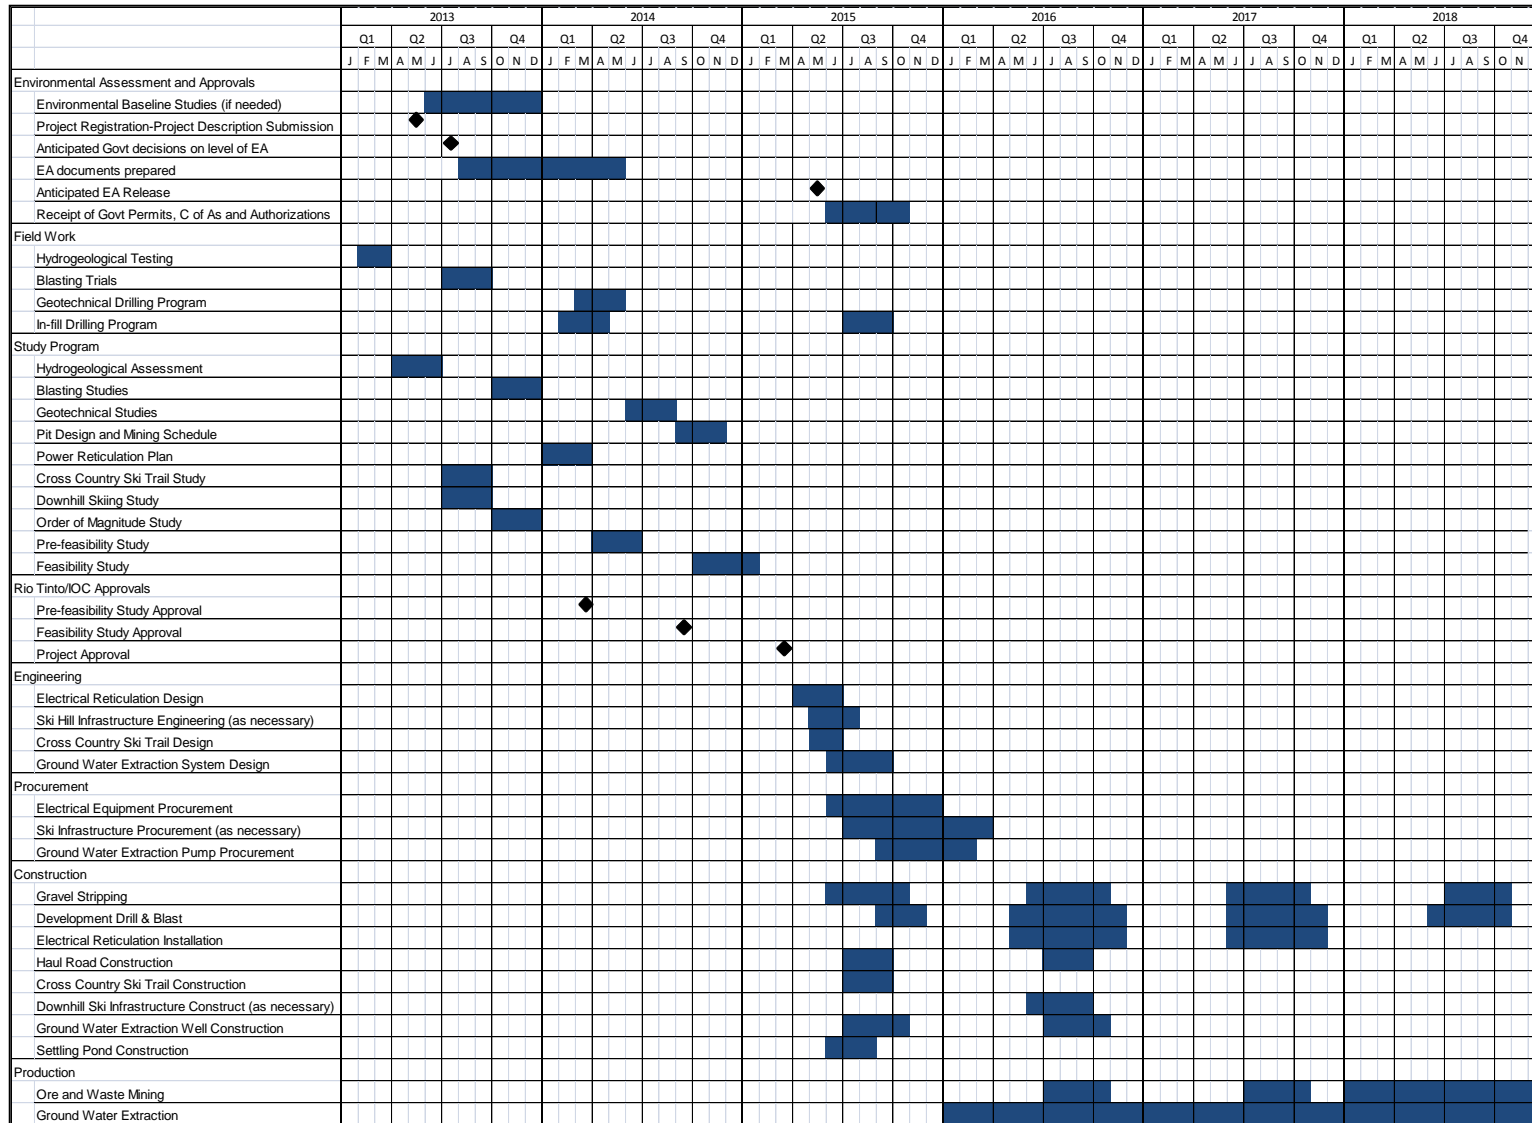 2013 2014 2015 2016 2017 2018
Q1 Q2 Q3 Q4 Q1 Q2 Q3 Q4 Q1 Q2 Q3 Q4 Q1 Q2 Q3 Q4 Q1 Q2 Q3 Q4 Q1 Q2 Q3 Q4
J F M A M J J A S O N D J F M A M J J A S O N D J F M A M J J A S O N D J F M A M J J A S O N D J F M A M J J A S O N D J F M A M J J A S O N
Environmental Assessment and Approvals
Environmental Baseline Studies (if needed)
Project Registration-Project Description Submission
Anticipated Govt decisions on level of EA
EA documents prepared
Anticipated EA Release
Receipt of Govt Permits, C of As and Authorizations
Field Work
Hydrogeological Testing
Blasting Trials
Geotechnical Drilling Program
In-fill Drilling Program
Study Program
Hydrogeological Assessment
Blasting Studies
Geotechnical Studies
Pit Design and Mining Schedule
Power Reticulation Plan
Cross Country Ski Trail Study
Downhill Skiing Study
Order of Magnitude Study
Pre-feasibility Study
Feasibility Study
Rio Tinto/IOC Approvals
Pre-feasibility Study Approval
Feasibility Study Approval
Project Approval
Engineering
Electrical Reticulation Design
Ski Hill Infrastructure Engineering (as necessary)
Cross Country Ski Trail Design
Ground Water Extraction System Design
Procurement
Electrical Equipment Procurement
Ski Infrastructure Procurement (as necessary)
Ground Water Extraction Pump Procurement
Construction
Gravel Stripping
Development Drill & Blast
Electrical Reticulation Installation
Haul Road Construction
Cross Country Ski Trail Construction
Downhill Ski Infrastructure Construct (as necessary)
Ground Water Extraction Well Construction
Settling Pond Construction
Production
Ore and Waste Mining
Ground Water Extraction